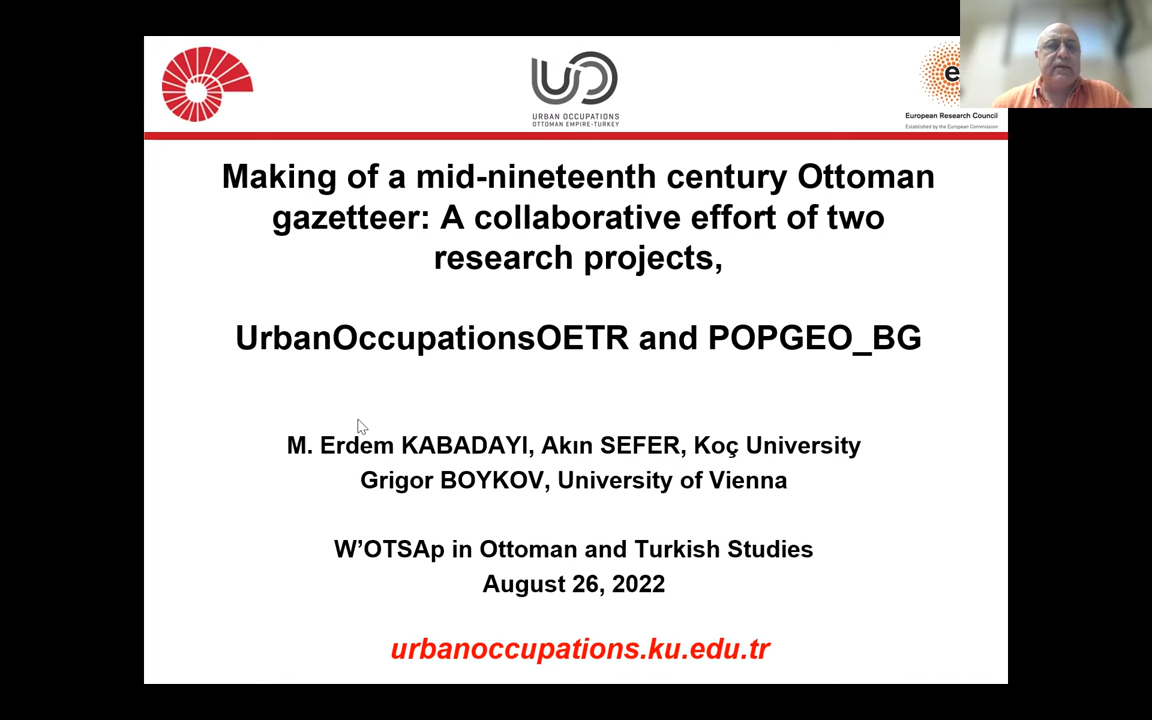 URBAN OCCUPATIONS
OTTOMAN EMPIRE-TURKEY
e
European Research Council
Established by the European Commission
Making of a mid-nineteenth century Ottoman
gazetteer: A collaborative effort of two
research projects,
UrbanOccupationsOETR and POPGEO_BG
M. Erdem KABADAYI, Akın SEFER, Koç University
Grigor BOYKOV, University of Vienna
W’OTSAp in Ottoman and Turkish Studies
August 26, 2022
urbanoccupations.ku.edu.tr